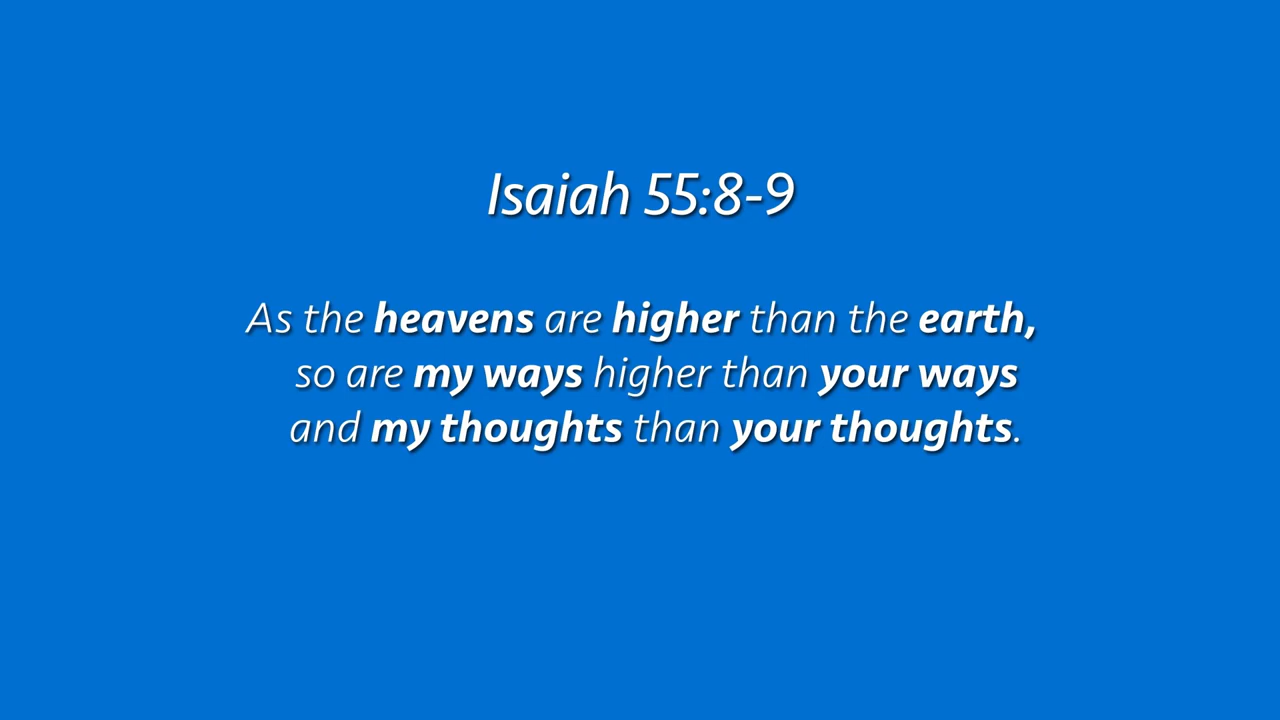 Isaiah 55:8-9
As the heavens are higher than the earth,
so are my ways higher than your ways
and my thoughts than your thoughts.